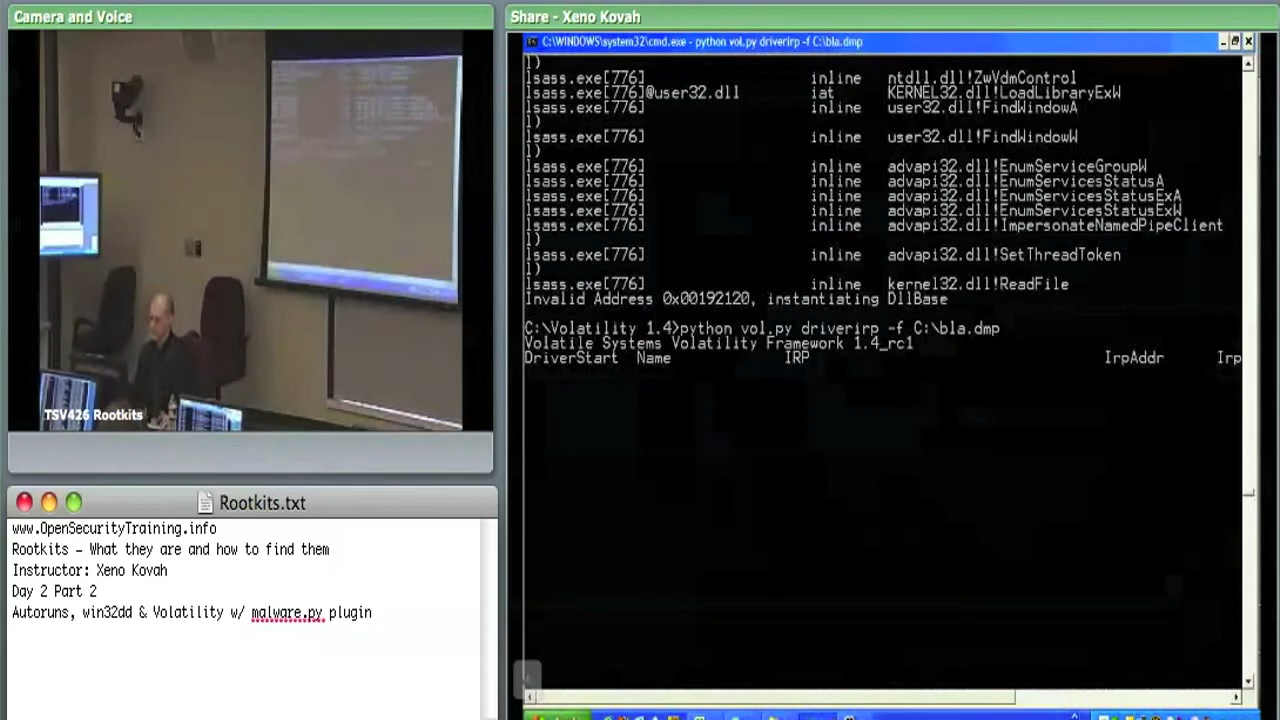 Camera and Voice
TSV426 Rootkits
Rootkits.txt
www.OpenSecurityTraining.info
Rootkits - What they are and how to find them
Instructor: Xeno Kovah
Day 2 Part 2
Autoruns, win32dd & Volatility w/ malware.py plugin
Share - Xeno Kovah
C:\WINDOWS\system32\cmd.exe - python vol.py driverirp -f C:\bla.dmp
])
lsass.exe[776] inline ntdll.dll!ZwVdmControl
lsass.exe[776]@user32.dll iat KERNEL32.dll!LoadLibraryExW
lsass.exe[776] inline user32.dll!FindWindowA
])
lsass.exe[776] inline user32.dll!FindWindowW
])
lsass.exe[776] inline advapi32.dll!EnumServiceGroupW
lsass.exe[776] inline advapi32.dll!EnumServicesStatusA
lsass.exe[776] inline advapi32.dll!EnumServicesStatusExA
lsass.exe[776] inline advapi32.dll!EnumServicesStatusExW
lsass.exe[776] inline advapi32.dll!ImpersonateNamedPipeClient
])
lsass.exe[776] inline advapi32.dll!SetThreadToken
])
lsass.exe[776] inline kernel32.dll!ReadFile
Invalid Address 0x00192120, instantiating DllBase
C:\Volatility 1.4>python vol.py driverirp -f C:\bla.dmp
Volatile Systems Volatility Framework 1.4_rc1
DriverStart Name IRP IrpAddr Irp